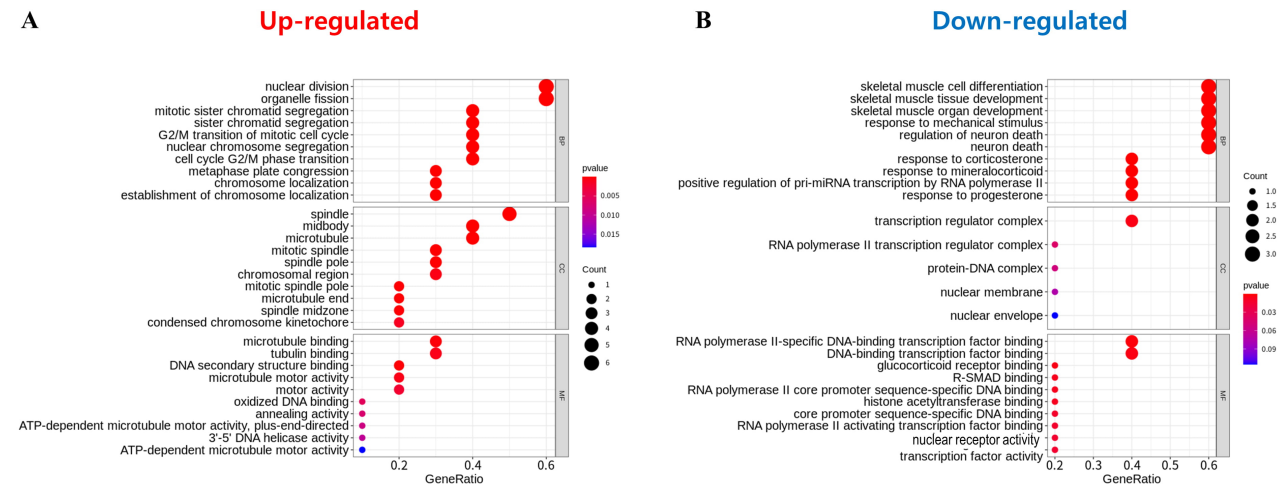 A
Up-regulated
nuclear division
organelle fission
mitotic sister chromatid segregation
sister chromatid segregation
G2/M transition of mitotic cell cycle
nuclear chromosome segregation
cell cycle G2/M phase transition
metaphase plate congression
chromosome localization
establishment of chromosome localization
BP
spindle
midbody
microtubule
mitotic spindle
spindle pole
chromosomal region
mitotic spindle pole
microtubule end
spindle midzone
condensed chromosome kinetochore
CC
microtubule binding
tubulin binding
DNA secondary structure binding
microtubule motor activity
motor activity
oxidized DNA binding
annealing activity
ATP-dependent microtubule motor activity, plus-end-directed
3'-5' DNA helicase activity
ATP-dependent microtubule motor activity
MF
0.2 0.4 0.6
GeneRatio
pvalue
0.005
0.010
0.015
Count
1
2
3
4
5
6
B
Down-regulated
skeletal muscle cell differentiation
skeletal muscle tissue development
skeletal muscle organ development
response to mechanical stimulus
regulation of neuron death
neuron death
response to corticosterone
response to mineralocorticoid
positive regulation of pri-miRNA transcription by RNA polymerase II
response to progesterone
BP
transcription regulator complex
RNA polymerase II transcription regulator complex
protein-DNA complex
nuclear membrane
nuclear envelope
CC
RNA polymerase II-specific DNA-binding transcription factor binding
DNA-binding transcription factor binding
glucocorticoid receptor binding
R-SMAD binding
RNA polymerase II core promoter sequence-specific DNA binding
histone acetyltransferase binding
core promoter sequence-specific DNA binding
RNA polymerase II activating transcription factor binding
nuclear receptor activity
transcription factor activity
MF
0.2 0.3 0.4 0.5 0.6
GeneRatio
Count
1.0
1.5
2.0
2.5
3.0
pvalue
0.03
0.06
0.09